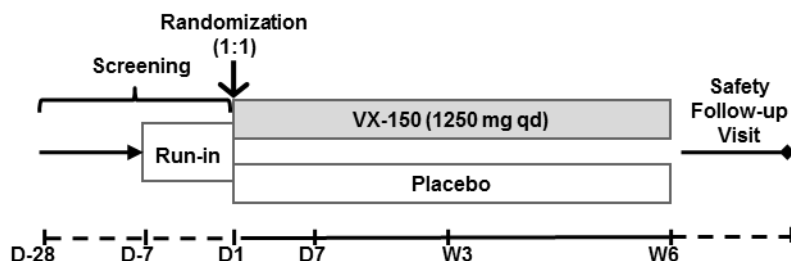 Randomization
(1:1)
Screening
VX-150 (1250 mg qd)
Safety
Follow-up
Visit
Run-in
Placebo
D-28
D-7
D1
D7
W3
W6